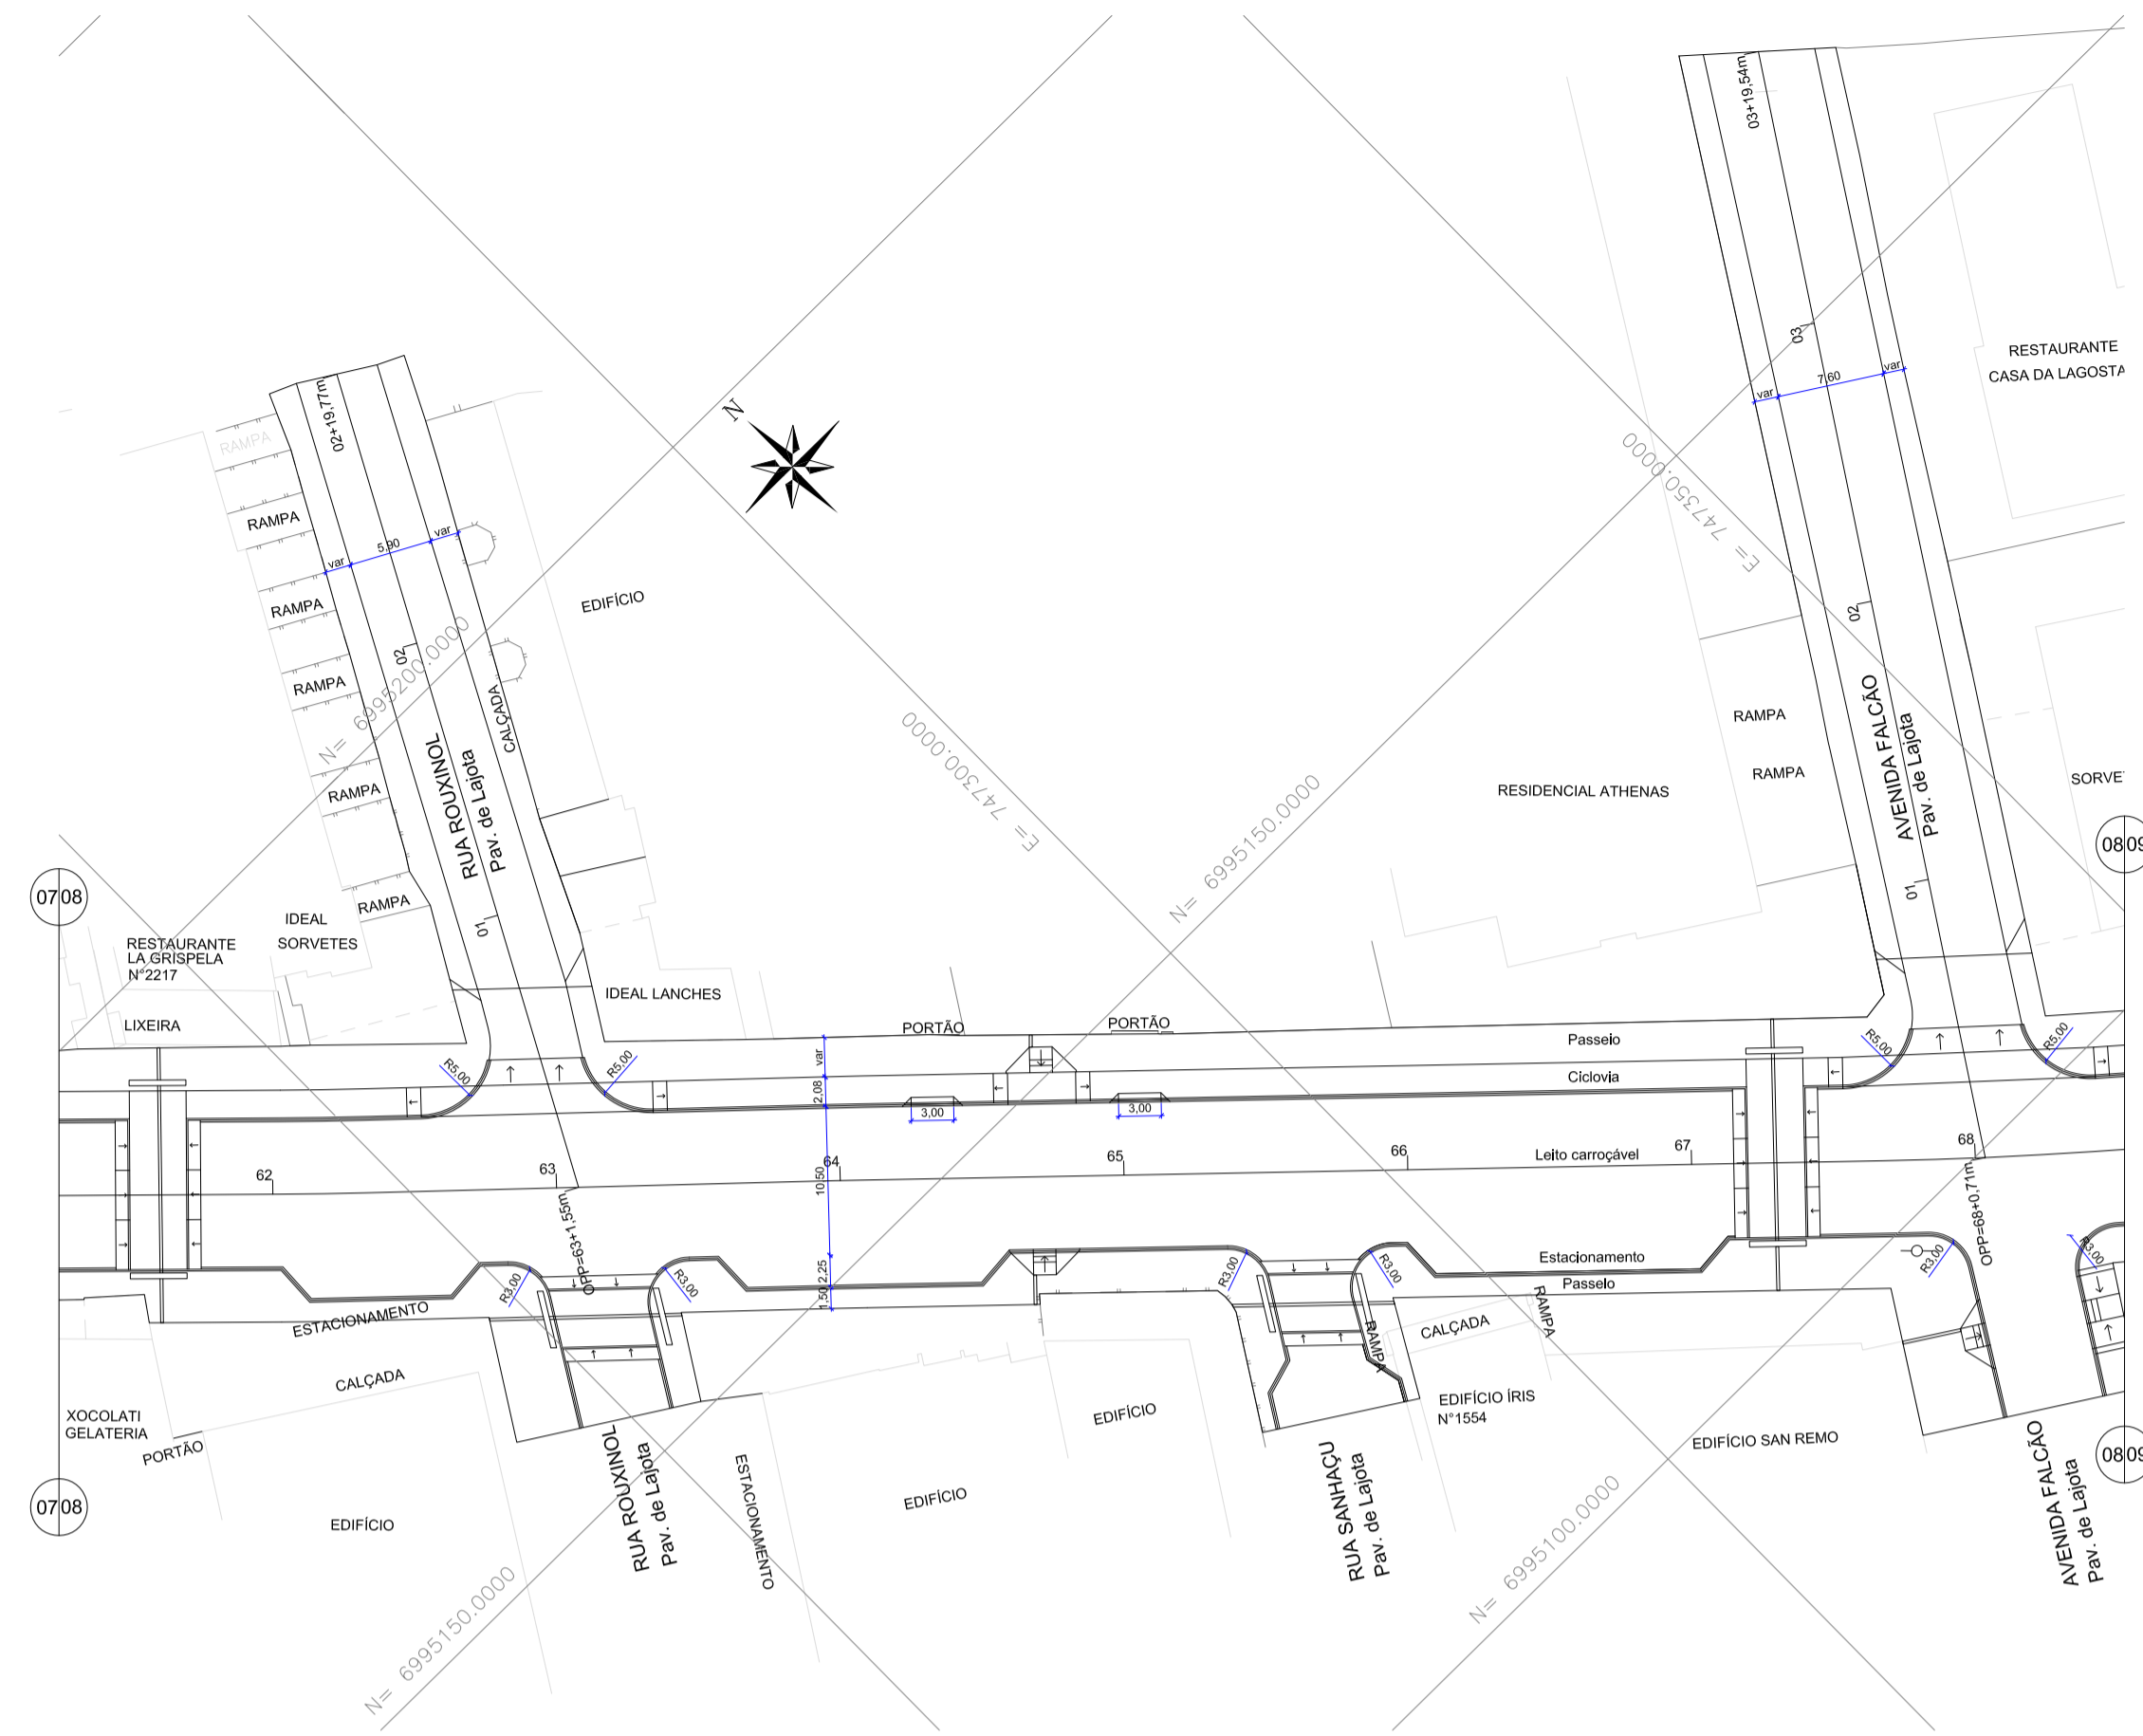 03+19,54m
03
RESTAURANTE
CASA DA LAGOSTA
var
7,60
var
02+19,77m
RAMPA
N
RAMPA
var
5,90
var
E= 747350.0000
RAMPA
EDIFÍCIO
02
02
RAMPA
N= 6995200.0000
CALÇADA
RUA ROUXINOL
Pav. de Lajota
AVENIDA FALCÃO
Pav. de Lajota
RAMPA
RAMPA
SORVE
RAMPA
E= 747300.0000
RESIDENCIAL ATHENAS
N= 6995150.0000
07 08
08 09
RAMPA
01
01
IDEAL
SORVETES
RESTAURANTE
LA GRISPELA
N°2217
LIXEIRA
IDEAL LANCHES
PORTÃO
PORTÃO
Passeio
R5,00
R5,00
var
R5,00
R5,00
Ciclovia
2,08
3,00
3,00
62
63
64
65
66
67
68
Leito carroçável
10,50
OPP=63+1,55m
OPP=68+0,71m
Estacionamento
Passeio
R3,00
R3,00
2,25
1,50
R3,00
R3,00
R3,00
R3,00
ESTACIONAMENTO
RAMPA
RAMPA
CALÇADA
CALÇADA
XOCOLATI
GELATERIA
PORTÃO
EDIFÍCIO
EDIFÍCIO ÍRIS
N°1554
EDIFÍCIO SAN REMO
07 08
08 09
EDIFÍCIO
RUA ROUXINOL
Pav. de Lajota
ESTACIONAMENTO
EDIFÍCIO
RUA SANHAÇU
Pav. de Lajota
AVENIDA FALCÃO
Pav. de Lajota
N= 6995150.0000
N= 6995100.0000